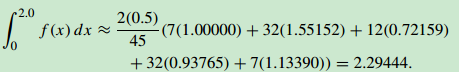 ∫₀^{2.0} f(x) dx ≈ 2(0.5)/45 (7(1.00000) + 32(1.55152) + 12(0.72159)
+ 32(0.93765) + 7(1.13390)) = 2.29444.